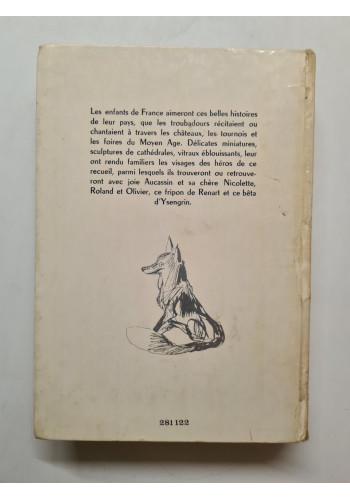 Les enfants de France aimeront ces belles histoires
de leur pays, que les troubadours récitaient ou
chantaient à travers les châteaux, les tournois et
les foires du Moyen Age. Délicates miniatures,
sculptures de cathédrales, vitraux éblouissants, leur
ont rendu familiers les visages des héros de ce
recueil, parmi lesquels ils trouveront ou retrouve-
ront avec joie Aucassin et sa chère Nicolette,
Roland et Olivier, ce fripon de Renart et ce bêta
d'Ysengrin.
281 122